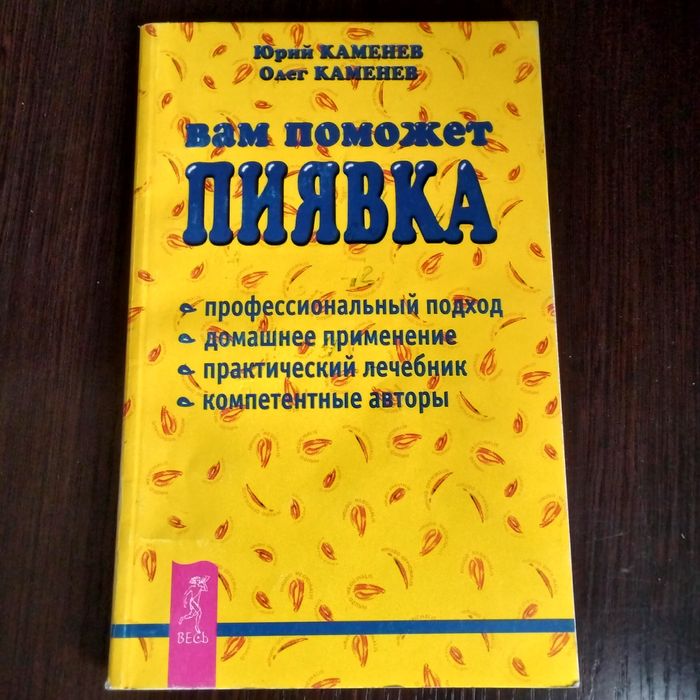 Юрий КАМЕНЕВ
Олег КАМЕНЕВ
вам поможет
ПИЯВКА
профессиональный подход
домашнее применение
практический лечебник
компетентные авторы
ВЕСЬ